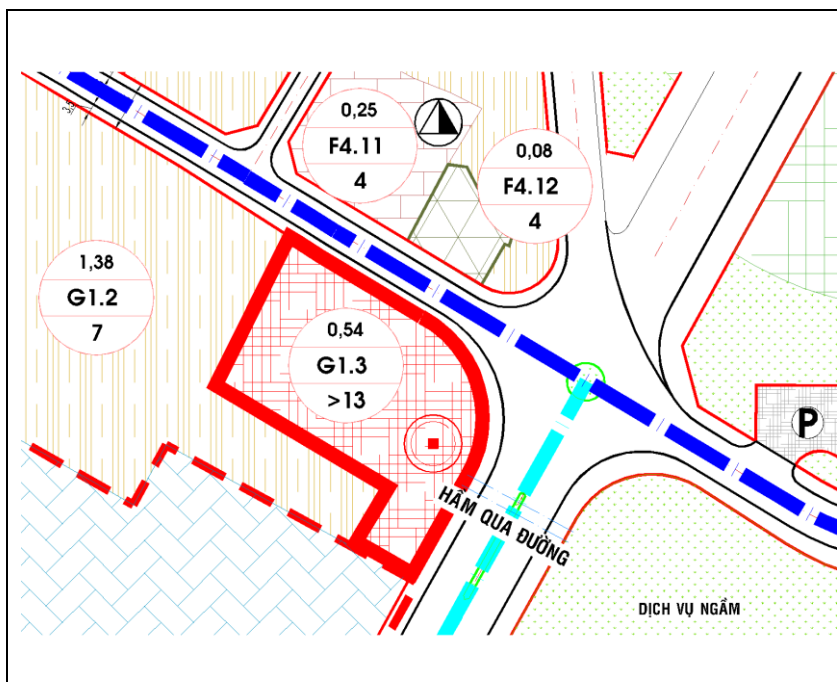 0,25
F4.11
4
0,08
F4.12
4
1,38
G1.2
7
0,54
G1.3
>13
P
HẦM QUA ĐƯỜNG
DỊCH VỤ NGẦM